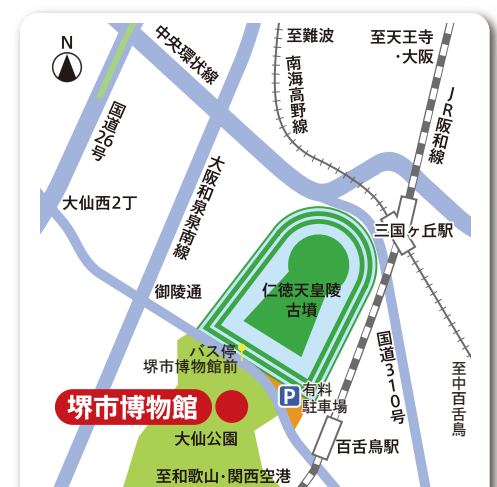 N
中央環状線
至難波
至天王寺
・大阪
南海高野線
JR阪和線
国道26号
大阪和泉泉南線
大仙西2丁
三国ヶ丘駅
御陵通
仁徳天皇陵
古墳
バス停
堺市博物館前
国道310号
至中百舌鳥
P
有料
駐車場
堺市博物館
大仙公園
百舌鳥駅
至和歌山・関西空港